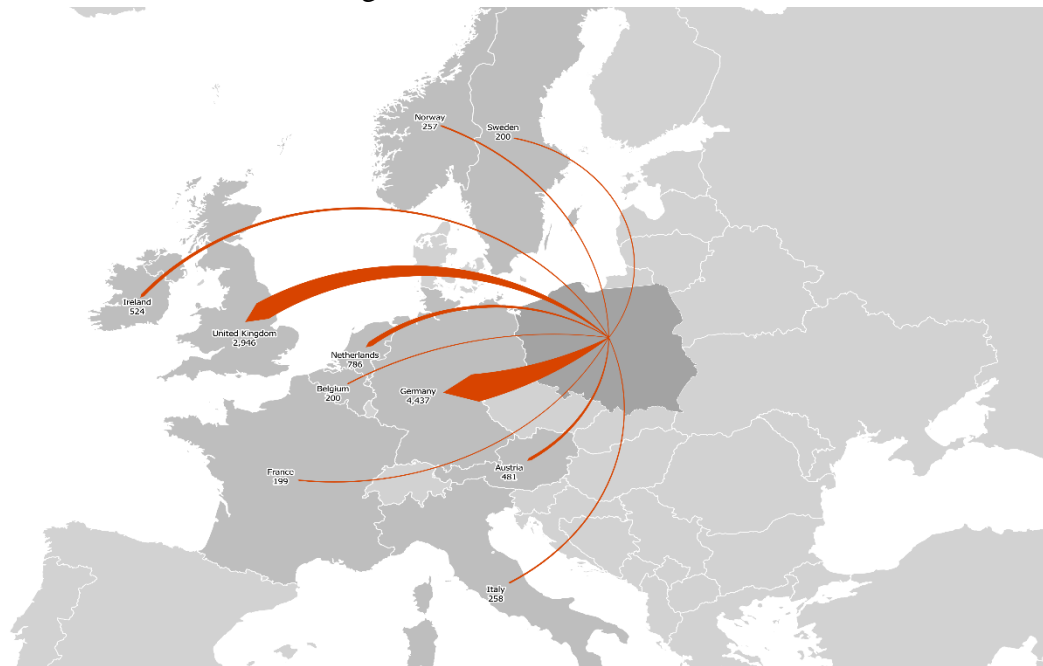 Norway
257
Sweden
200
Ireland
524
United Kingdom
2,946
Netherlands
786
Belgium
200
Germany
4,437
France
199
Austria
481
Italy
258